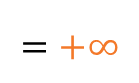 = +∞